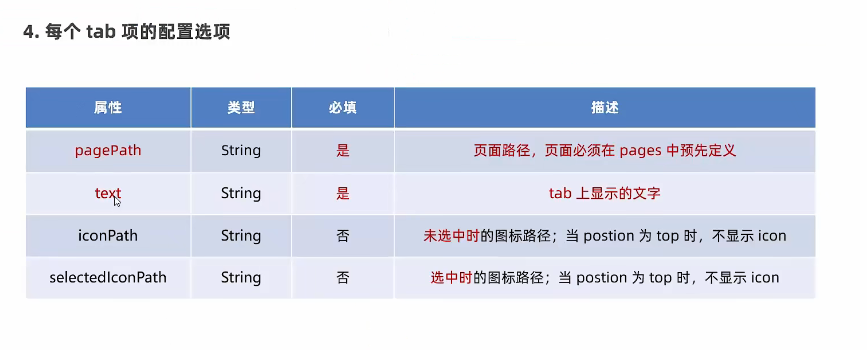 4. 每个 tab 项的配置选项
属性 类型 必填 描述
pagePath String 是 页面路径，页面必须在 pages 中预先定义
text String 是 tab 上显示的文字
iconPath String 否 未选中时的图标路径；当 postion 为 top 时，不显示 icon
selectedIconPath String 否 选中时的图标路径；当 postion 为 top 时，不显示 icon